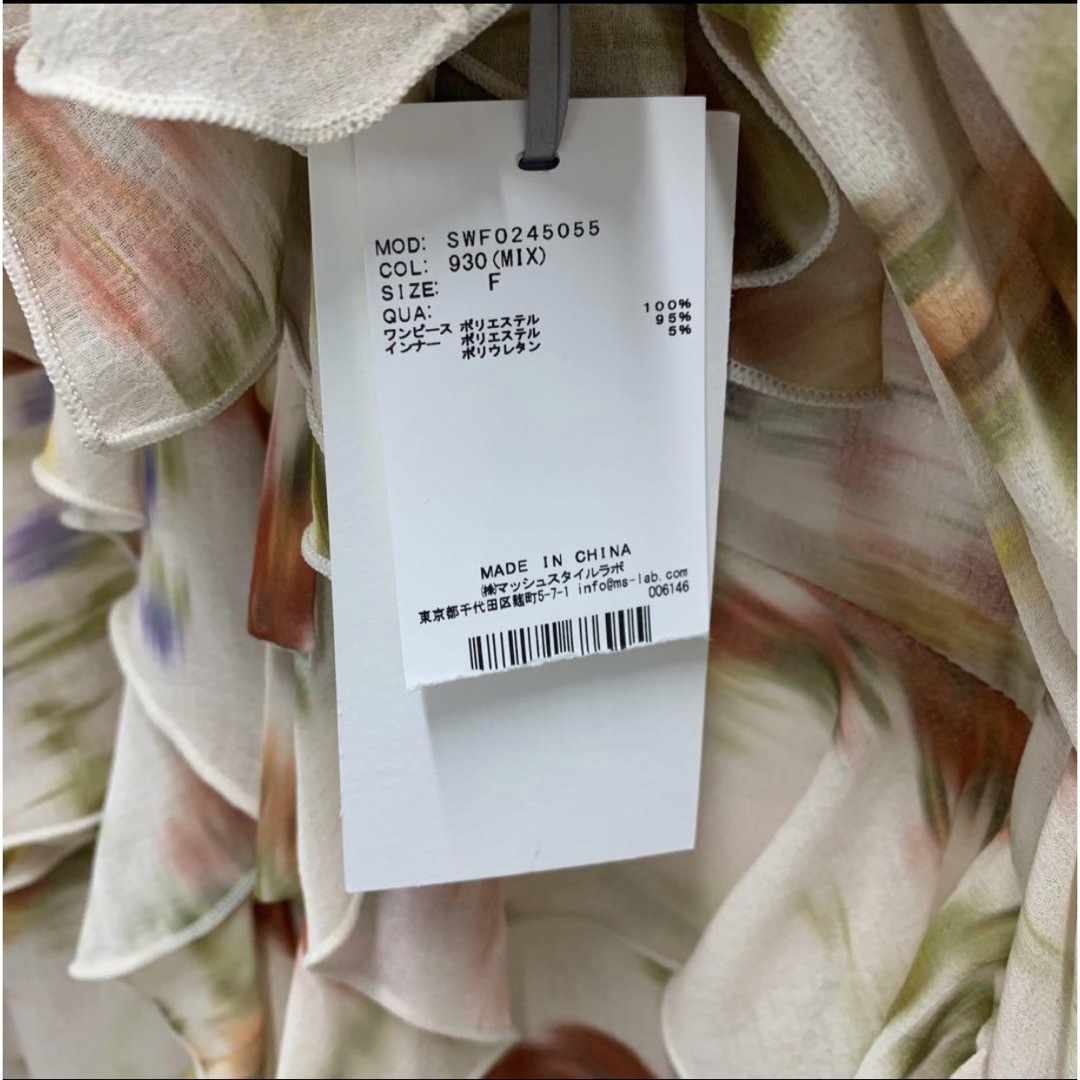 MOD: SWF0245055
COL: 930(MIX)
SIZE: F
QUA:
ワンピース ポリエステル 100%
インナー ポリエステル 95%
ポリウレタン 5%
MADE IN CHINA
㈱マッシュスタイルラボ
東京都千代田区麹町5-7-1 info@ms-lab.com
006146